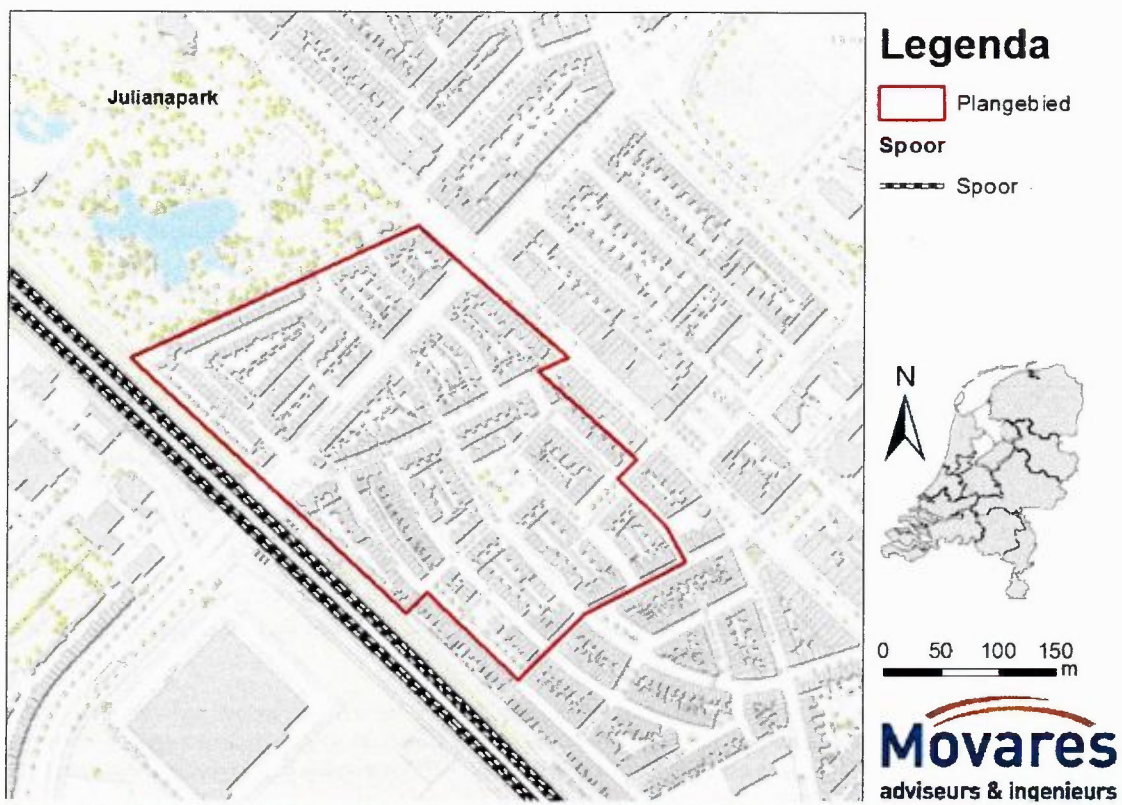 Julianapark
Legenda
Plangebied
Spoor
Spoor
N
0 50 100 150
m
Movares
adviseurs & ingenieurs